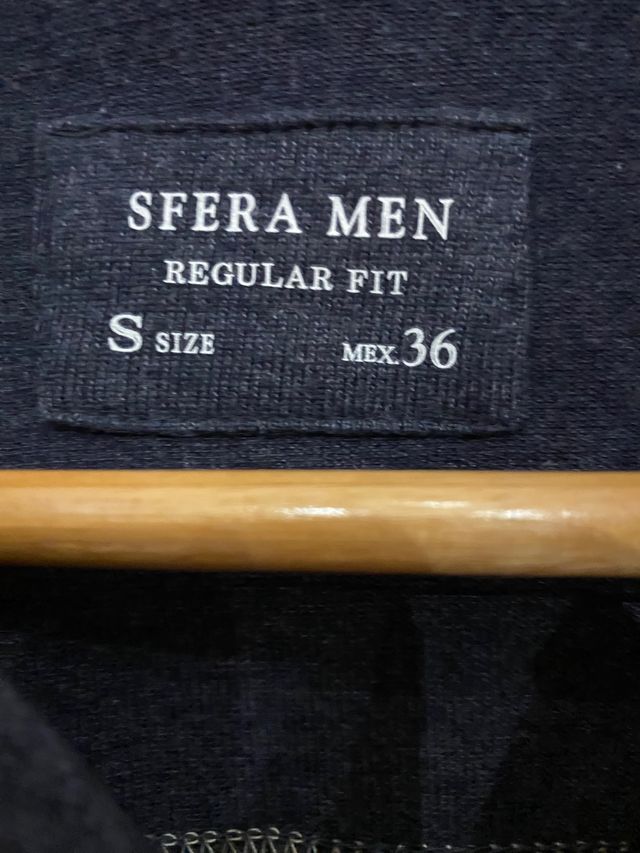 SFERA MEN
REGULAR FIT
S SIZE MEX.36